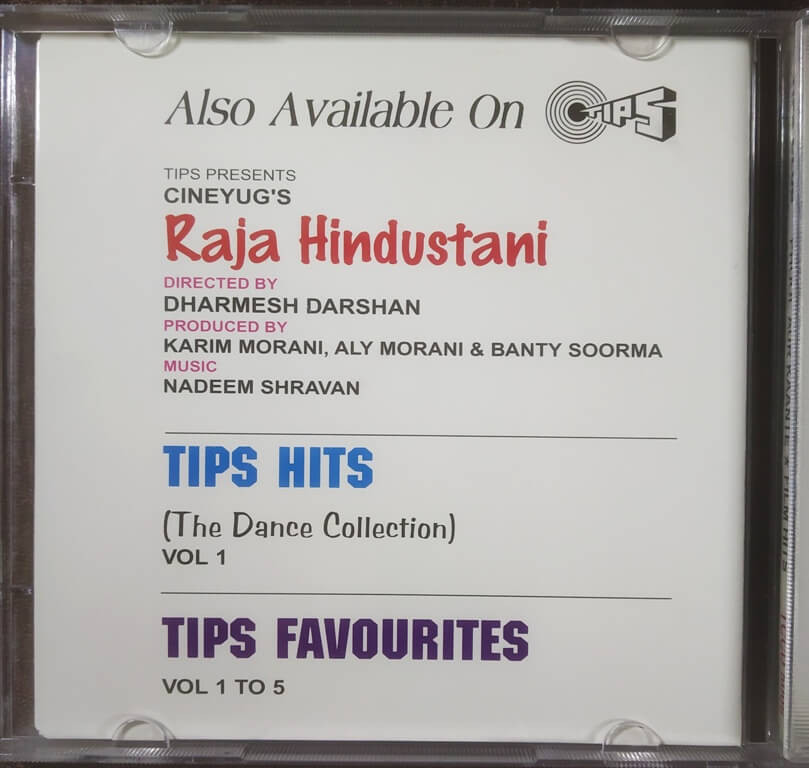 Also Available On TIPS
TIPS PRESENTS
CINEYUG'S
Raja Hindustani
DIRECTED BY
DHARMESH DARSHAN
PRODUCED BY
KARIM MORANI, ALY MORANI & BANTY SOORMA
MUSIC
NADEEM SHRAVAN
TIPS HITS
(The Dance Collection)
VOL 1
TIPS FAVOURITES
VOL 1 TO 5